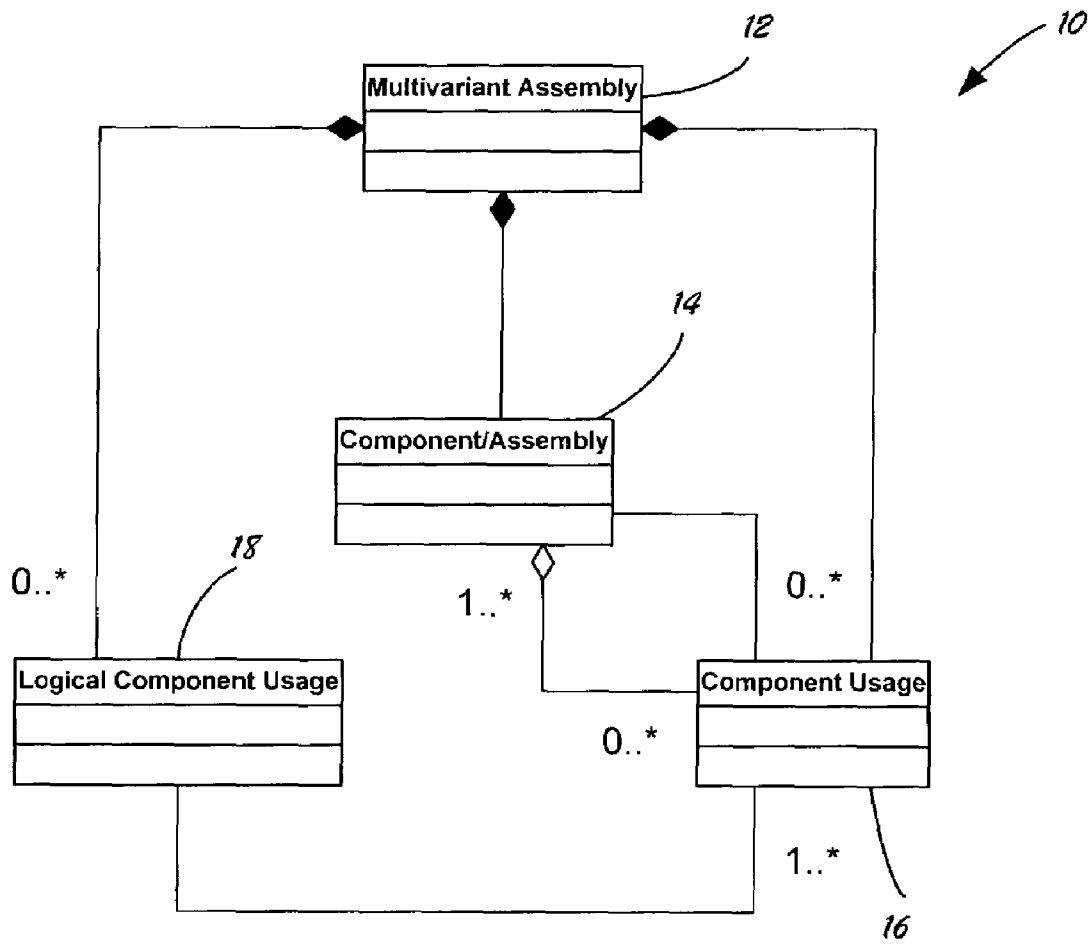 10
12
Multivariant Assembly
14
Component/Assembly
18
0..*
1..*
0..*
Logical Component Usage
Component Usage
0..*
1..*
16